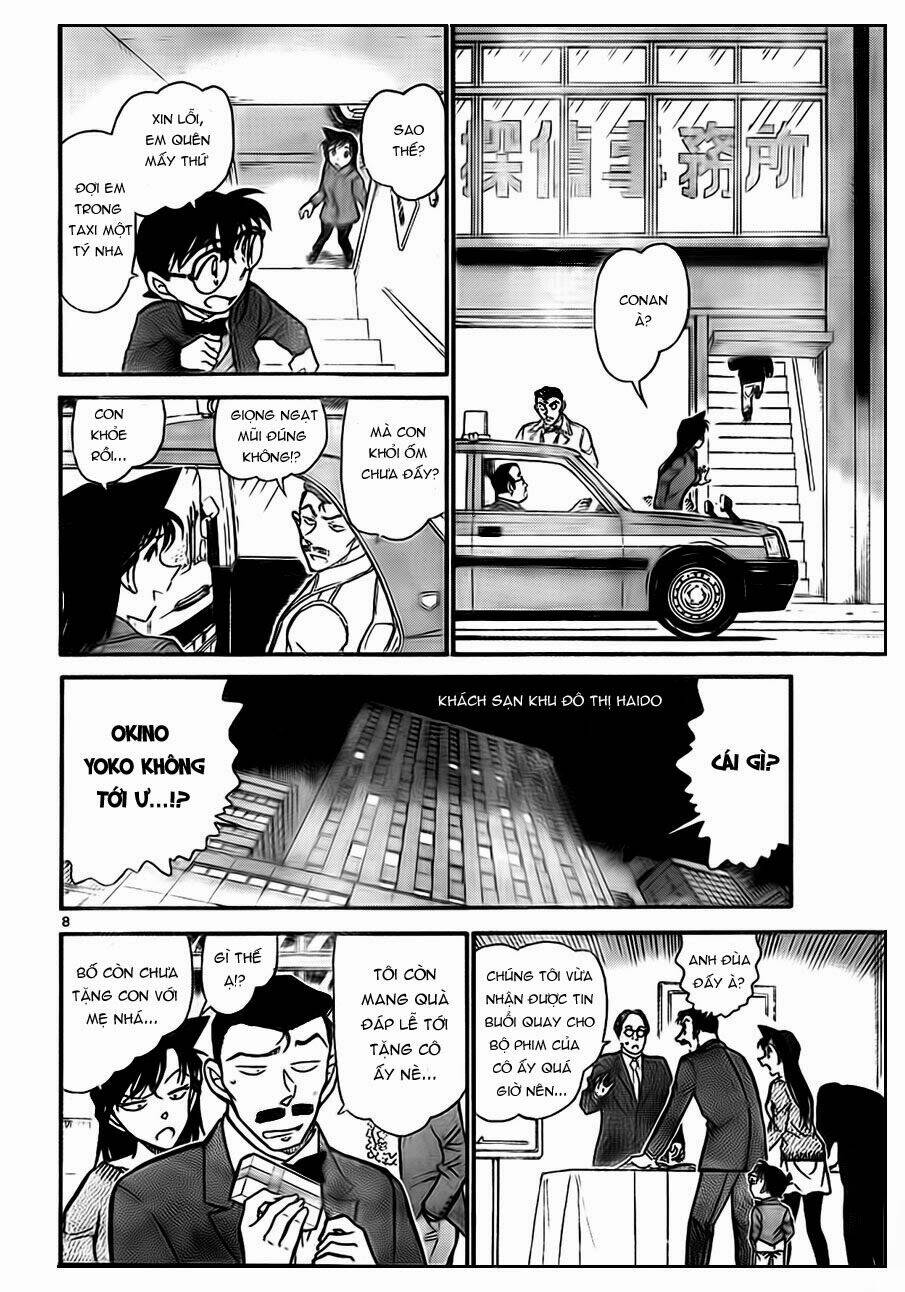 探偵事務所
CONAN
À?
SAO
THẾ?
XIN LỖI,
EM QUÊN
MẤY THỨ
ĐỢI EM
TRONG
TAXI MỘT
TÝ NHA
MÀ CON
KHỎI ỐM
CHƯA ĐẤY?
GIỌNG NGẠT
MŨI ĐÚNG
KHÔNG!?
CON
KHỎE
RỒI...
KHÁCH SẠN KHU ĐÔ THỊ HAIDO
CÁI GÌ?
OKINO
YOKO KHÔNG
TỚI Ư...!?
8
ANH ĐÙA
ĐẤY À?
CHÚNG TÔI VỪA
NHẬN ĐƯỢC TIN
BUỔI QUAY CHO
BỘ PHIM CỦA
CÔ ẤY QUÁ
GIỜ NÊN...
TÔI CÒN
MANG QUÀ
ĐÁP LỄ TỚI
TẶNG CÔ
ẤY NÈ...
GÌ THẾ
Ạ!?
BỐ CÒN CHƯA
TẶNG CON VỚI
MẸ NHÁ...